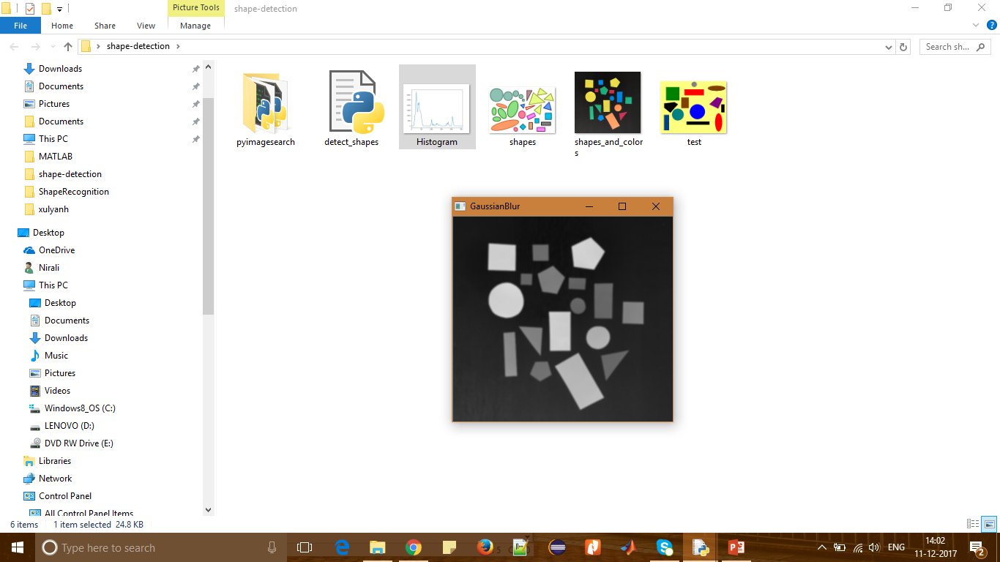 Picture Tools
shape-detection
File
Home
Share
View
Manage
shape-detection
Search sh...
Downloads
Documents
Pictures
Documents
This PC
MATLAB
shape-detection
ShapeRecognition
xulyanh
Desktop
OneDrive
Nirali
This PC
Desktop
Documents
Downloads
Music
Pictures
Videos
Windows8_OS (C:)
LENOVO (D:)
DVD RW Drive (E:)
Libraries
Network
Control Panel
All Control Panel Items
pyimagesearch
detect_shapes
Histogram
shapes
shapes_and_color
s
test
GaussianBlur
6 items
1 item selected 24.8 KB
Type here to search
ENG
14:02
11-12-2017
2